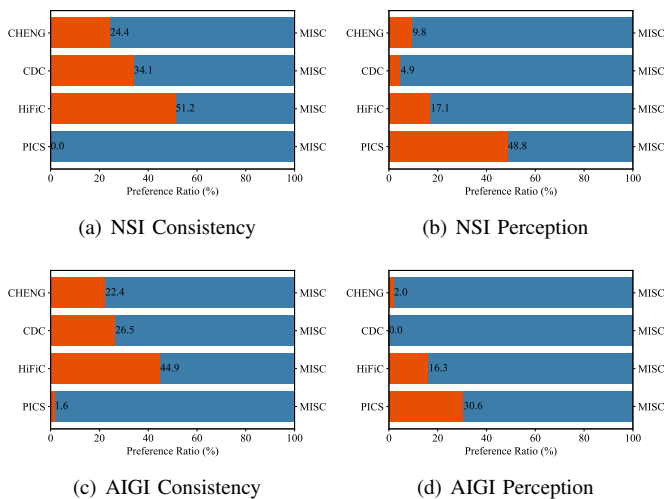 CHENG 24.4 MISC
CDC 34.1 MISC
HiFiC 51.2 MISC
PICS 0.0 MISC
0 20 40 60 80 100
Preference Ratio (%)
(a) NSI Consistency
CHENG 9.8 MISC
CDC 4.9 MISC
HiFiC 17.1 MISC
PICS 48.8 MISC
0 20 40 60 80 100
Preference Ratio (%)
(b) NSI Perception
CHENG 22.4 MISC
CDC 26.5 MISC
HiFiC 44.9 MISC
PICS 1.6 MISC
0 20 40 60 80 100
Preference Ratio (%)
(c) AIGI Consistency
CHENG 2.0 MISC
CDC 0.0 MISC
HiFiC 16.3 MISC
PICS 30.6 MISC
0 20 40 60 80 100
Preference Ratio (%)
(d) AIGI Perception